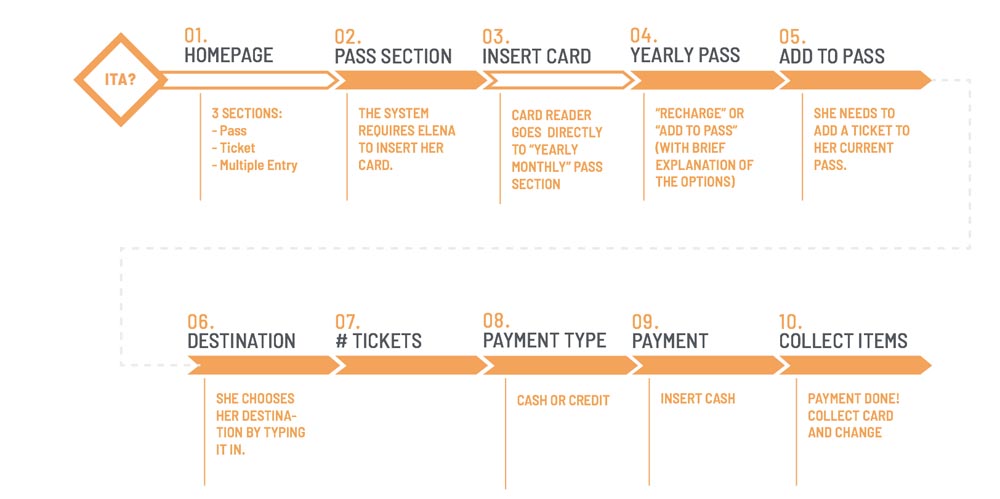 ITA?
01.
HOMEPAGE
3 SECTIONS:
- Pass
- Ticket
- Multiple Entry
02.
PASS SECTION
THE SYSTEM
REQUIRES ELENA
TO INSERT HER
CARD.
03.
INSERT CARD
CARD READER
GOES DIRECTLY
TO "YEARLY
MONTHLY" PASS
SECTION
04.
YEARLY PASS
"RECHARGE" OR
"ADD TO PASS"
(WITH BRIEF
EXPLANATION OF
THE OPTIONS)
05.
ADD TO PASS
SHE NEEDS TO
ADD A TICKET TO
HER CURRENT
PASS.
06.
DESTINATION
SHE CHOOSES
HER DESTINA-
TION BY TYPING
IT IN.
07.
# TICKETS
08.
PAYMENT TYPE
CASH OR CREDIT
09.
PAYMENT
INSERT CASH
10.
COLLECT ITEMS
PAYMENT DONE!
COLLECT CARD
AND CHANGE